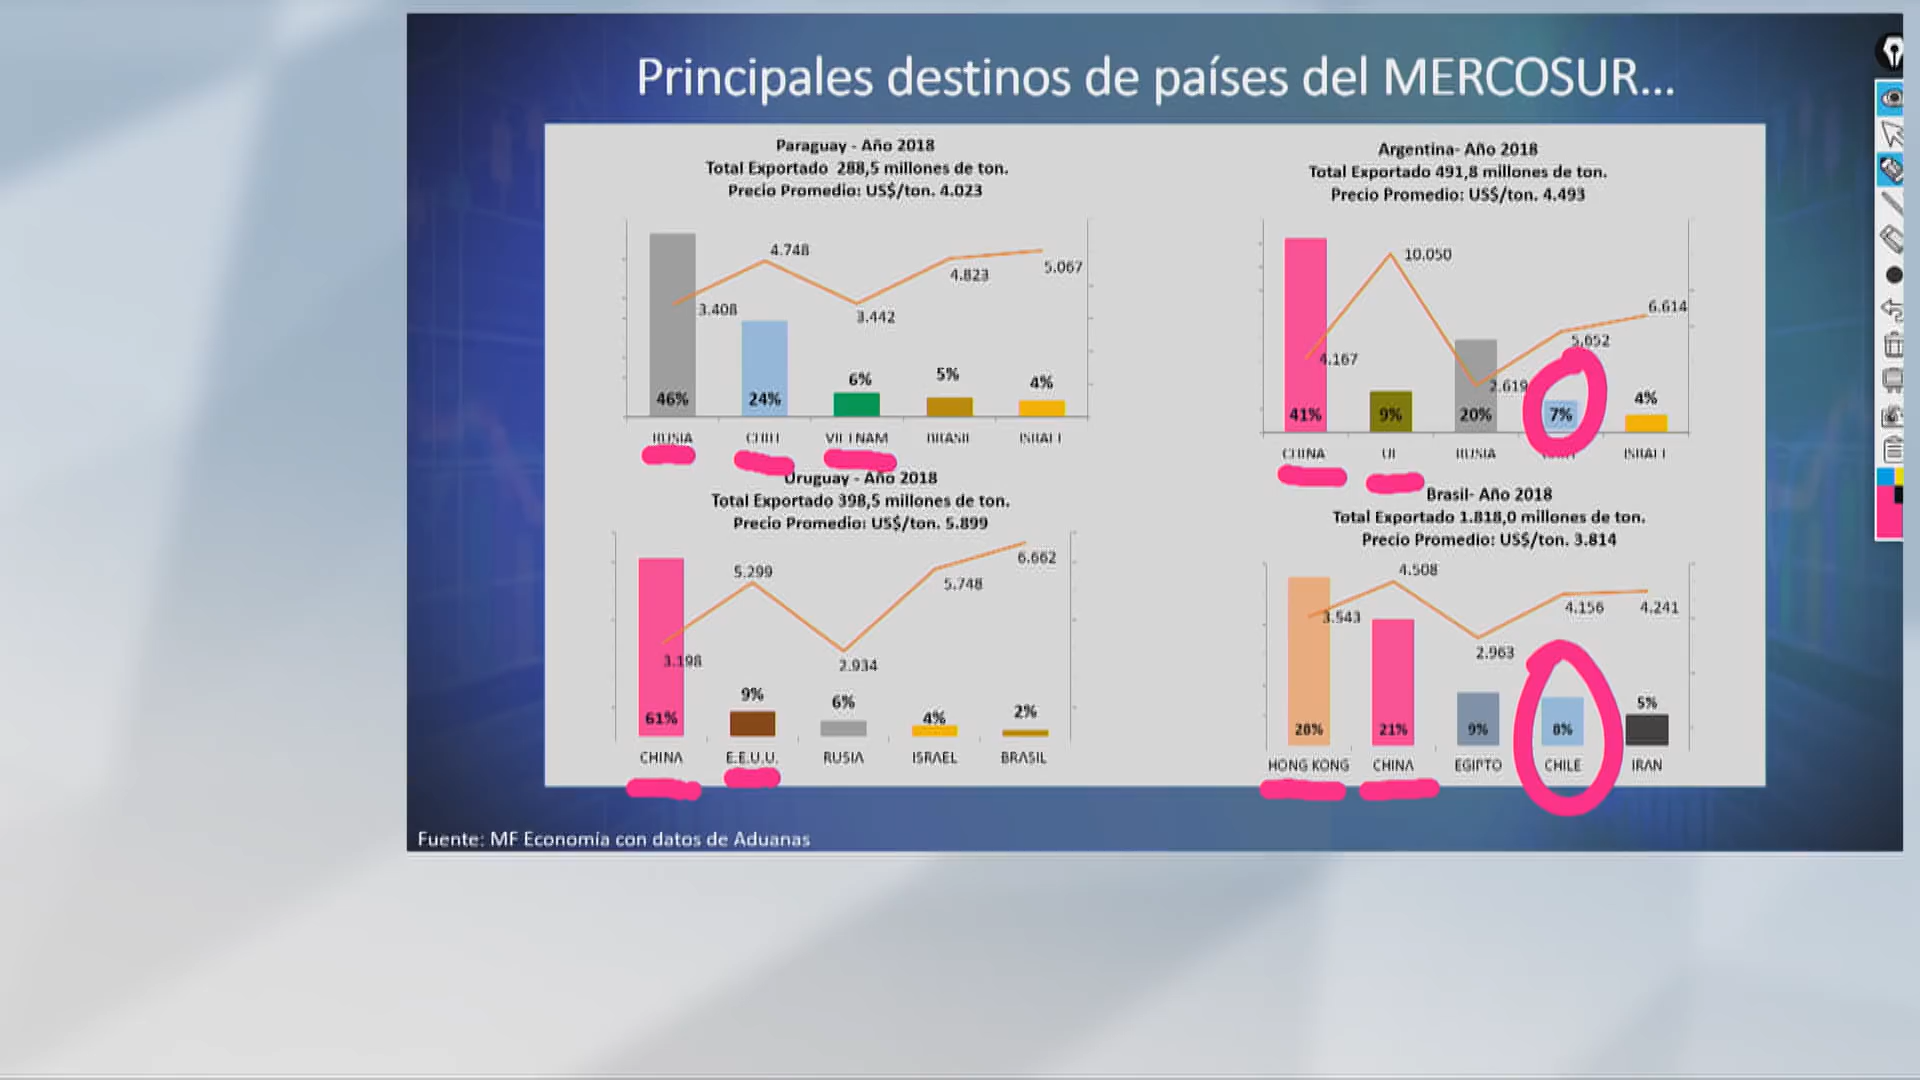 Principales destinos de países del MERCOSUR...
Paraguay - Año 2018
Total Exportado 288,5 millones de ton.
Precio Promedio: US$/ton. 4.023
4.748
3.408
3.442
4.823
5.067
46%
24%
6%
5%
4%
RUSIA
VIETNAM
BRASIL
ISRAEL
Argentina- Año 2018
Total Exportado 491,8 millones de ton.
Precio Promedio: US$/ton. 4.493
10.050
4.167
2.619
5.652
6.614
41%
9%
20%
7%
4%
CHINA
RUSIA
ISRAEL
Uruguay - Año 2018
Total Exportado 398,5 millones de ton.
Precio Promedio: US$/ton. 5.899
5.299
3.198
2.934
5.748
6.662
61%
9%
6%
4%
2%
CHINA
E.E.U.U.
RUSIA
ISRAEL
BRASIL
Brasil- Año 2018
Total Exportado 1.818,0 millones de ton.
Precio Promedio: US$/ton. 3.814
4.508
3.543
2.963
4.156
4.241
21%
9%
5%
HONG KONG
CHINA
EGIPTO
CHILE
IRAN
Fuente: MF Economía con datos de Aduanas